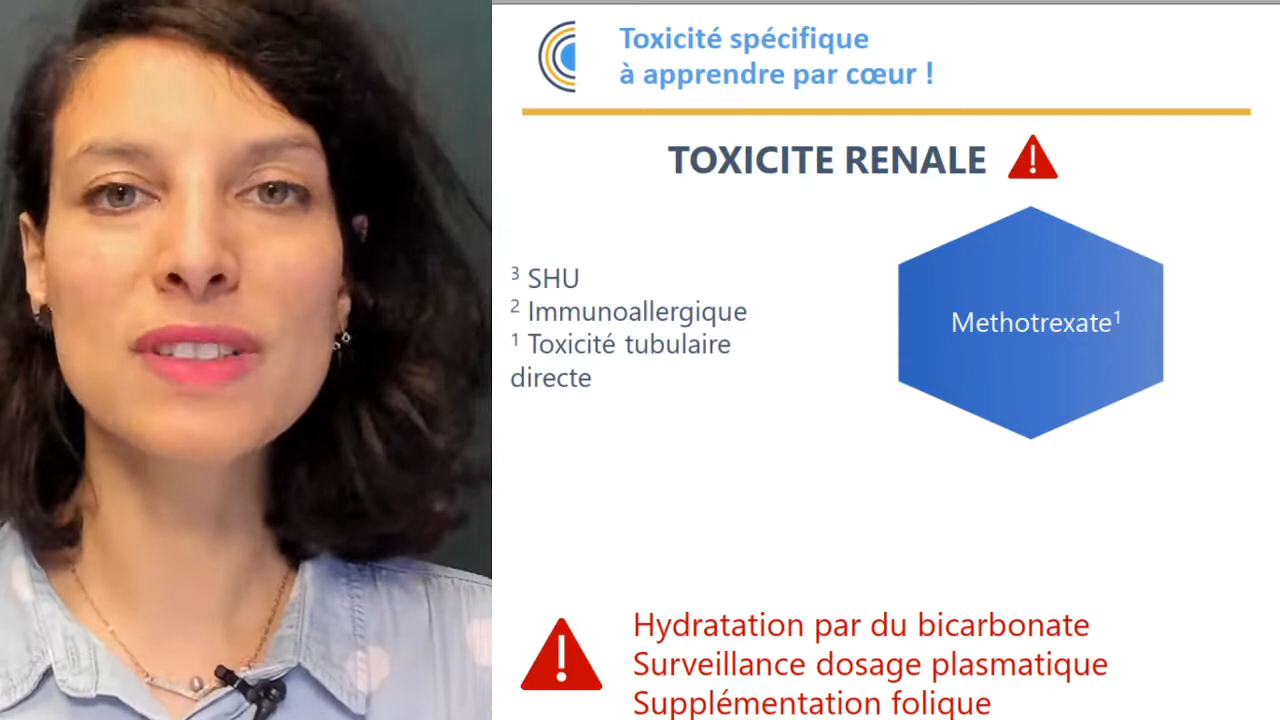 Toxicité spécifique
à apprendre par cœur !
TOXICITE RENALE
³ SHU
² Immunoallergique
¹ Toxicité tubulaire
directe
Methotrexate¹
Hydratation par du bicarbonate
Surveillance dosage plasmatique
Supplémentation folique